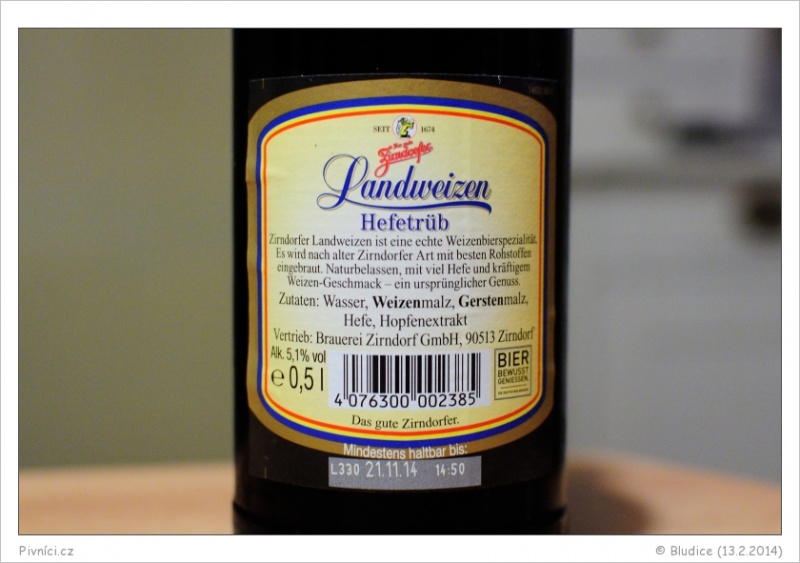 SEIT 1674
Zirndorfer
Landweizen
Hefetrüb
Zirndorfer Landweizen ist eine echte Weizenbierspezialität.
Es wird nach alter Zirndorfer Art mit besten Rohstoffen
eingebraut. Naturbelassen, mit viel Hefe und kräftigem
Weizen-Geschmack – ein ursprünglicher Genuss.
Zutaten: Wasser, Weizenmalz, Gerstenmalz,
Hefe, Hopfenextrakt
Vertrieb: Brauerei Zirndorf GmbH, 90513 Zirndorf
Alk. 5,1% vol
e 0,5 l
4 076300 002385
BIER
BEWUSST
GENIESSEN.
Das gute Zirndorfer.
Mindestens haltbar bis:
L330 21.11.14 14:50
Pivníci.cz
© Bludice (13.2.2014)